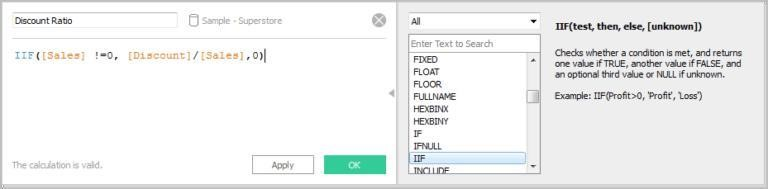 Discount Ratio
Sample - Superstore
IIF([Sales] !=0, [Discount]/[Sales],0)
The calculation is valid.
Apply
OK
All
Enter Text to Search
FIXED
FLOAT
FLOOR
FULLNAME
HEXBINX
HEXBINY
IF
IFNULL
IIF
INCLUDE
IIF(test, then, else, [unknown])
Checks whether a condition is met, and returns
one value if TRUE, another value if FALSE, and
an optional third value or NULL if unknown.
Example: IIF(Profit>0, 'Profit', 'Loss')